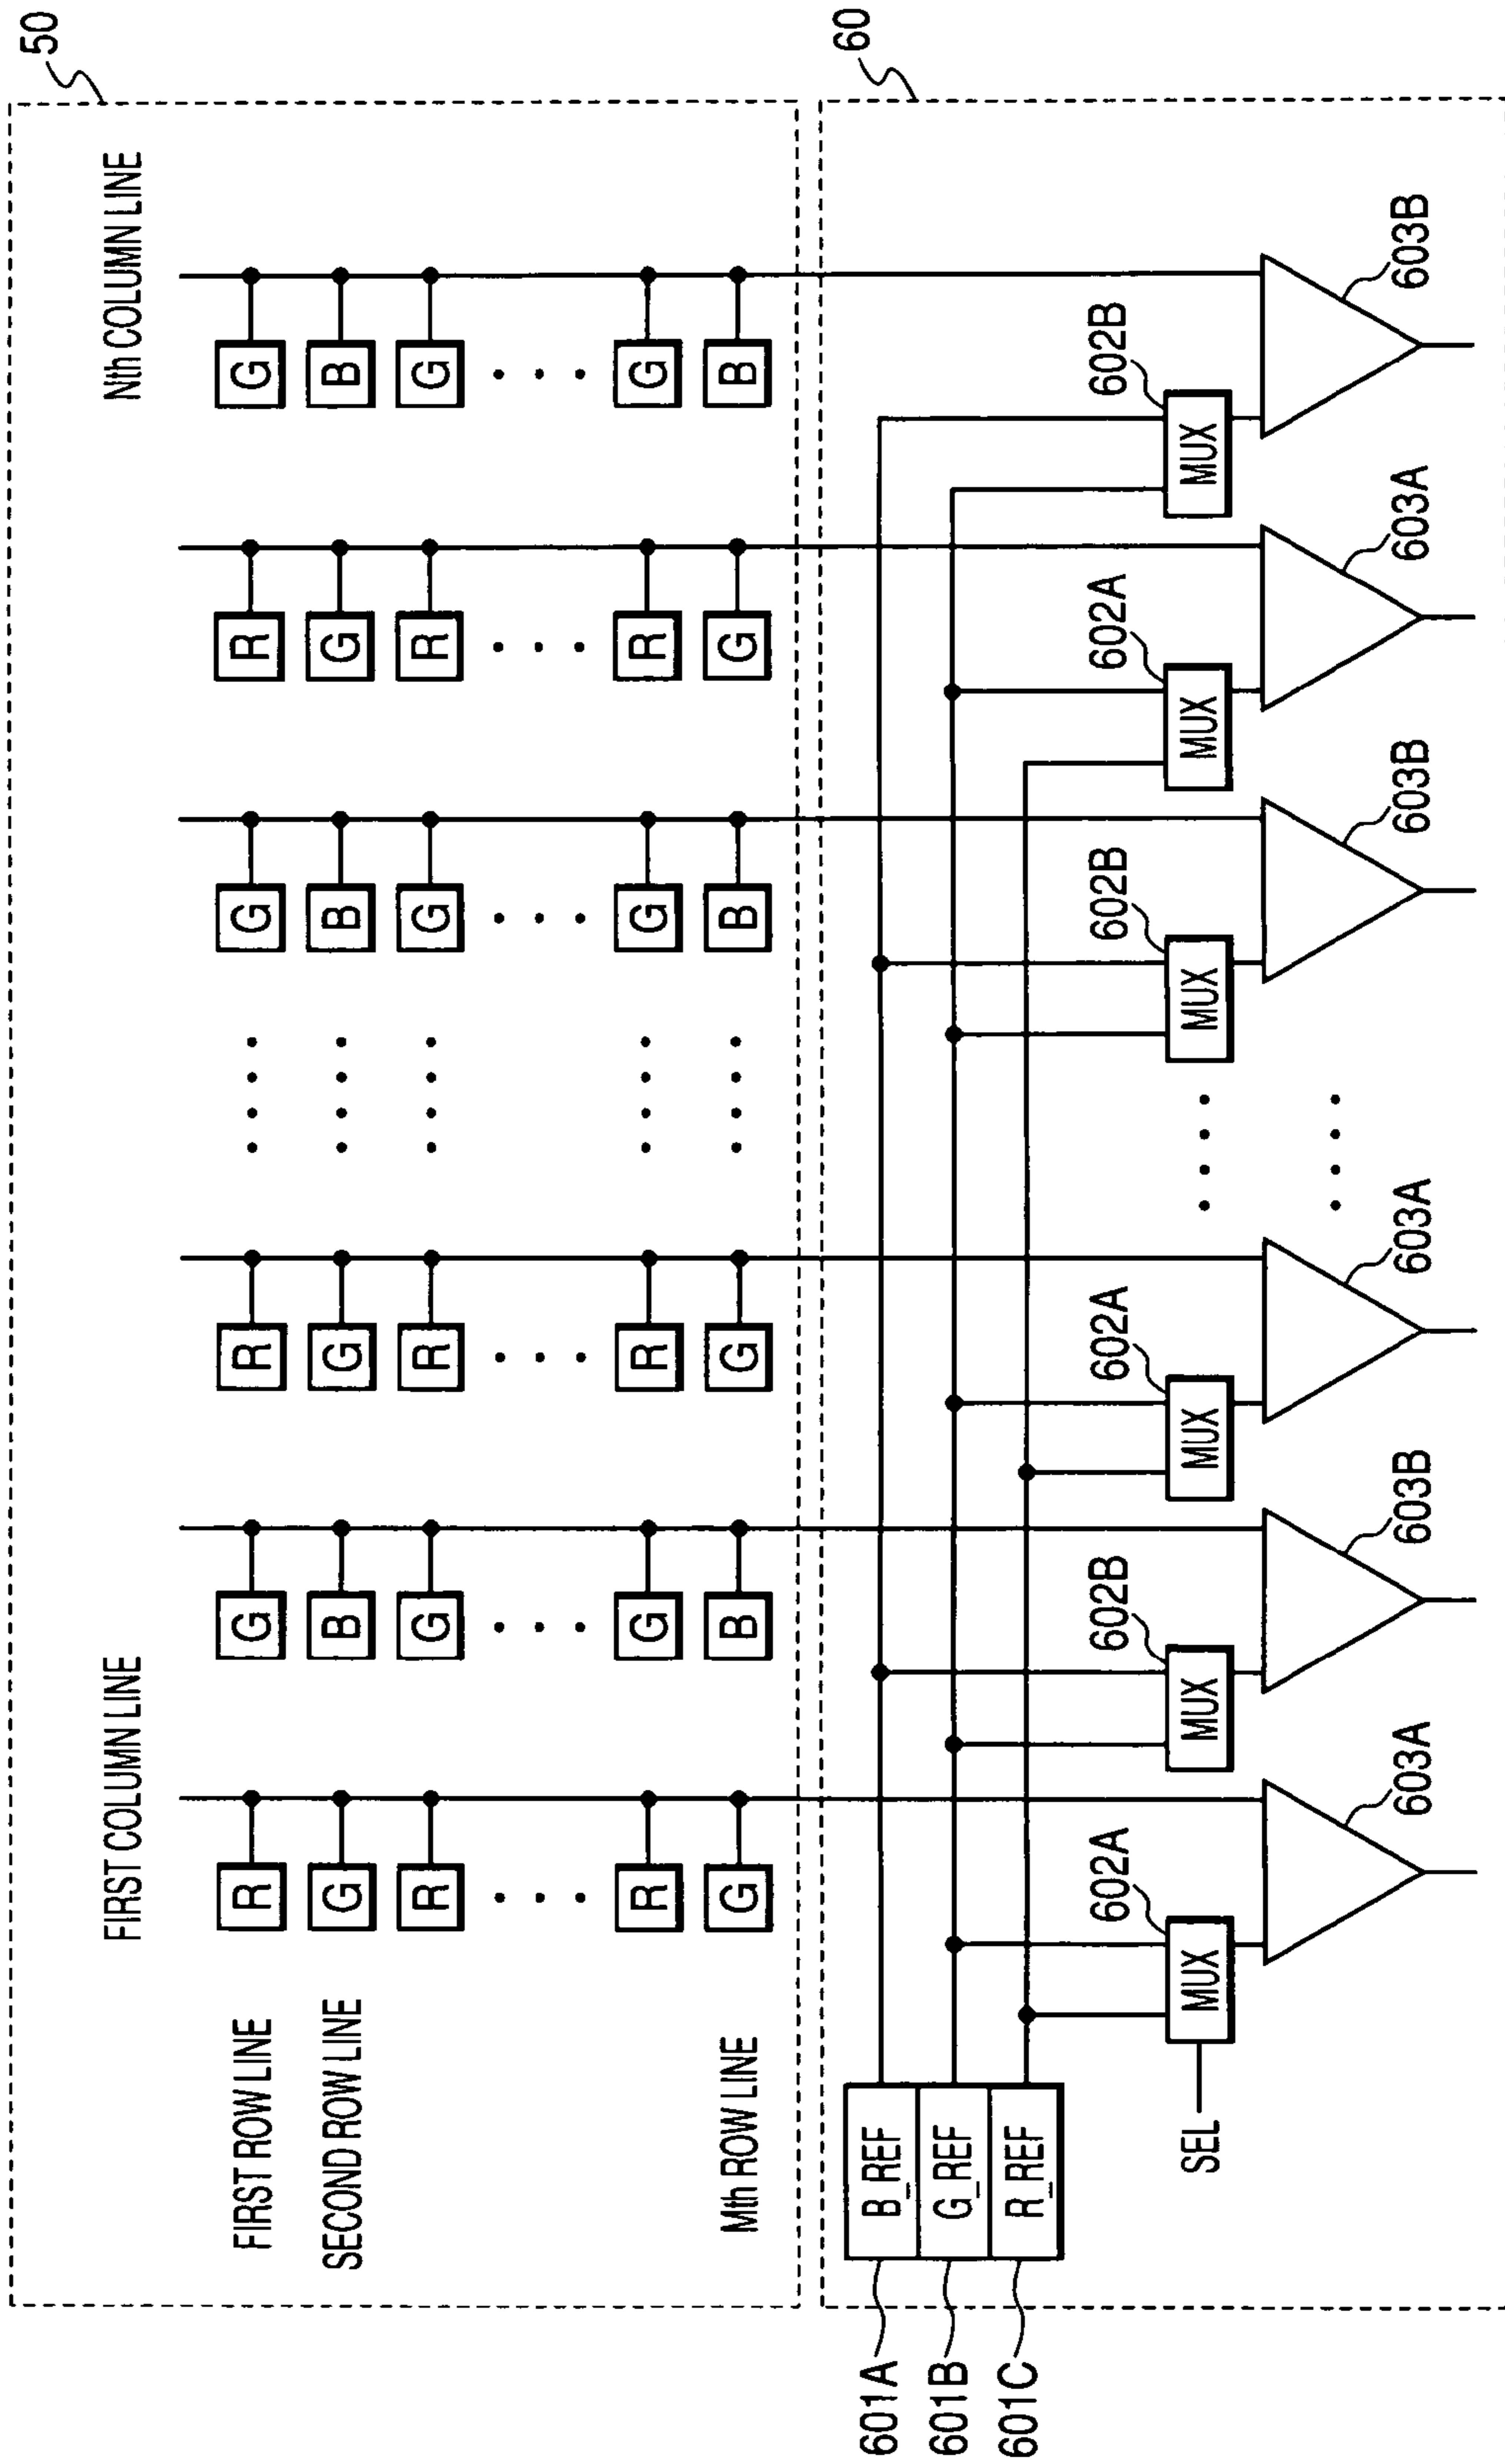 50
FIRST COLUMN LINE Nth COLUMN LINE
FIRST ROW LINE R G R G R G
SECOND ROW LINE G B G B G B
R G R G R G
R G R G R G
Mth ROW LINE G B G B G B
60
601A B_REF
601B G_REF
601C R_REF
602A 602B 602A 602B 602A 602B
SEL MUX MUX MUX MUX MUX MUX
603A 603B 603A 603B 603A 603B